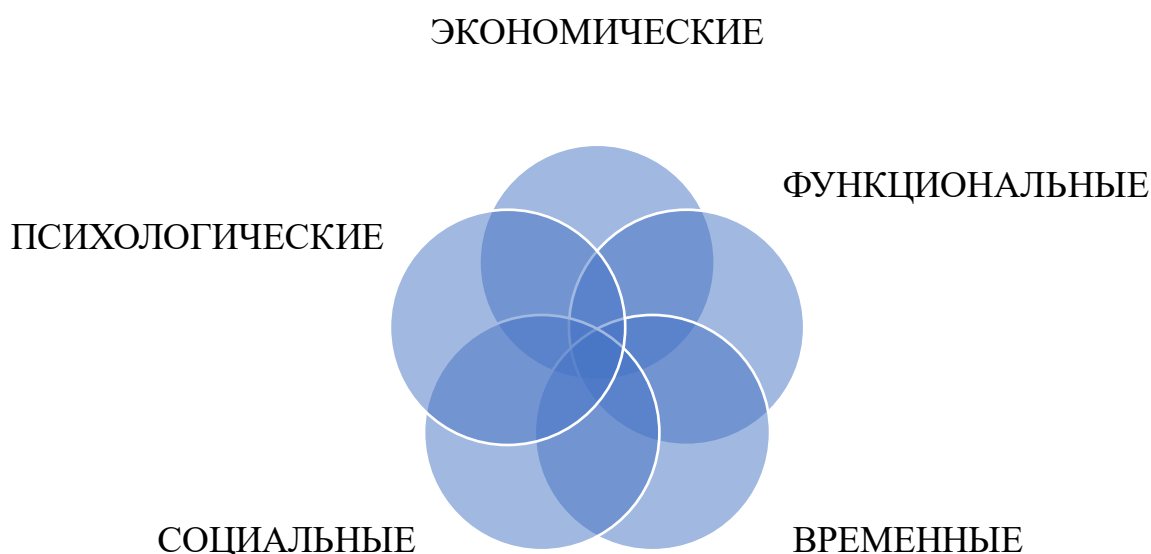 ЭКОНОМИЧЕСКИЕ
ФУНКЦИОНАЛЬНЫЕ
ПСИХОЛОГИЧЕСКИЕ
СОЦИАЛЬНЫЕ
ВРЕМЕННЫЕ